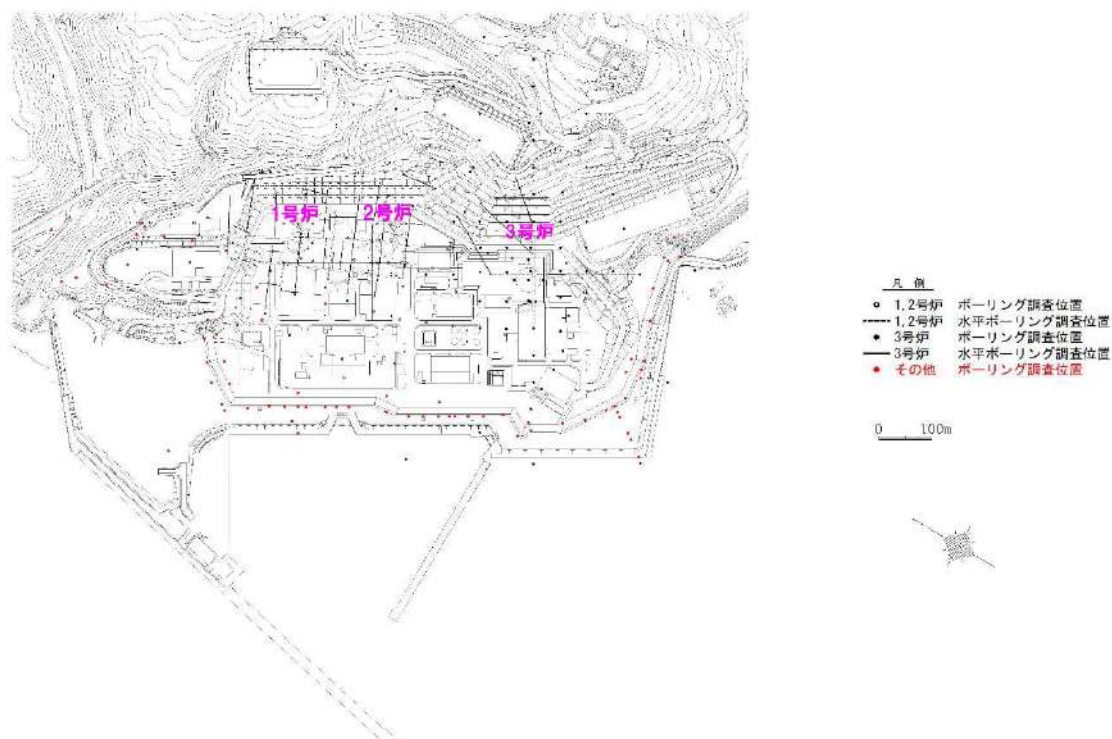 1号炉
2号炉
3号炉
凡 例
1,2号炉 ボーリング調査位置
1,2号炉 水平ボーリング調査位置
3号炉 ボーリング調査位置
3号炉 水平ボーリング調査位置
その他 ボーリング調査位置
0 100m